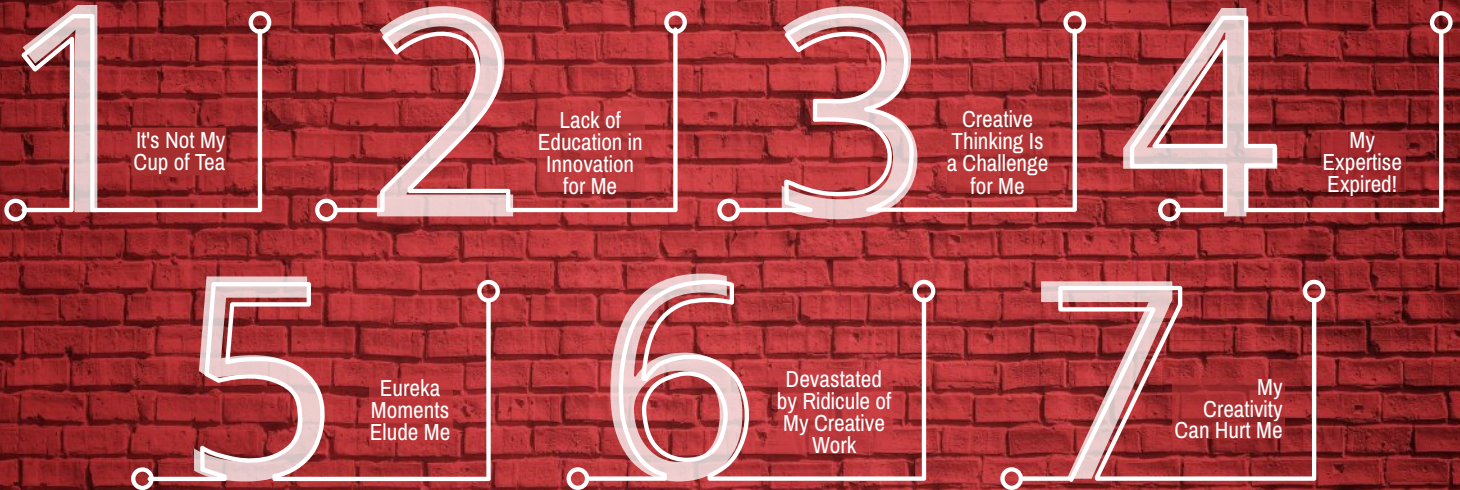 1
It's Not My
Cup of Tea
2
Lack of
Education in
Innovation
for Me
3
Creative
Thinking Is
a Challenge
for Me
4
My
Expertise
Expired!
5
Eureka
Moments
Elude Me
6
Devastated
by Ridicule of
My Creative
Work
7
My
Creativity
Can Hurt Me